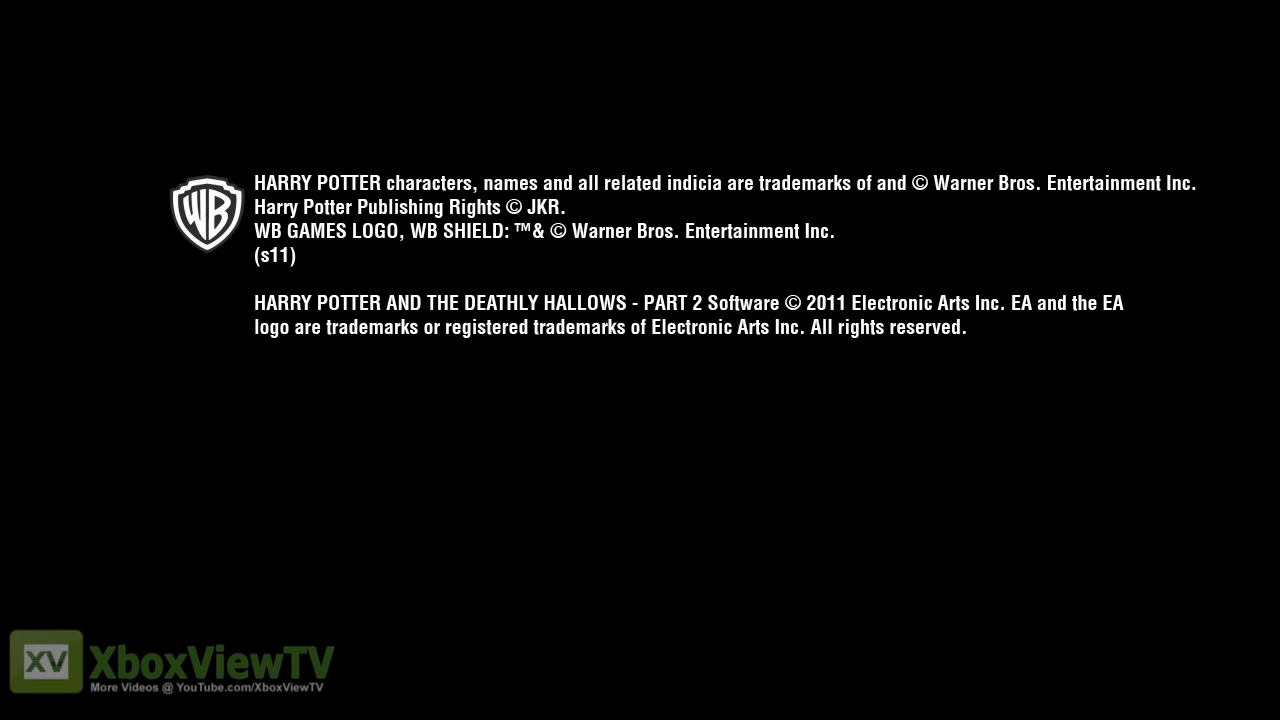 WB
HARRY POTTER characters, names and all related indicia are trademarks of and © Warner Bros. Entertainment Inc.
Harry Potter Publishing Rights © JKR.
WB GAMES LOGO, WB SHIELD: ™& © Warner Bros. Entertainment Inc.
(s11)
HARRY POTTER AND THE DEATHLY HALLOWS - PART 2 Software © 2011 Electronic Arts Inc. EA and the EA
logo are trademarks or registered trademarks of Electronic Arts Inc. All rights reserved.
XV XboxViewTV
More Videos @ YouTube.com/XboxViewTV